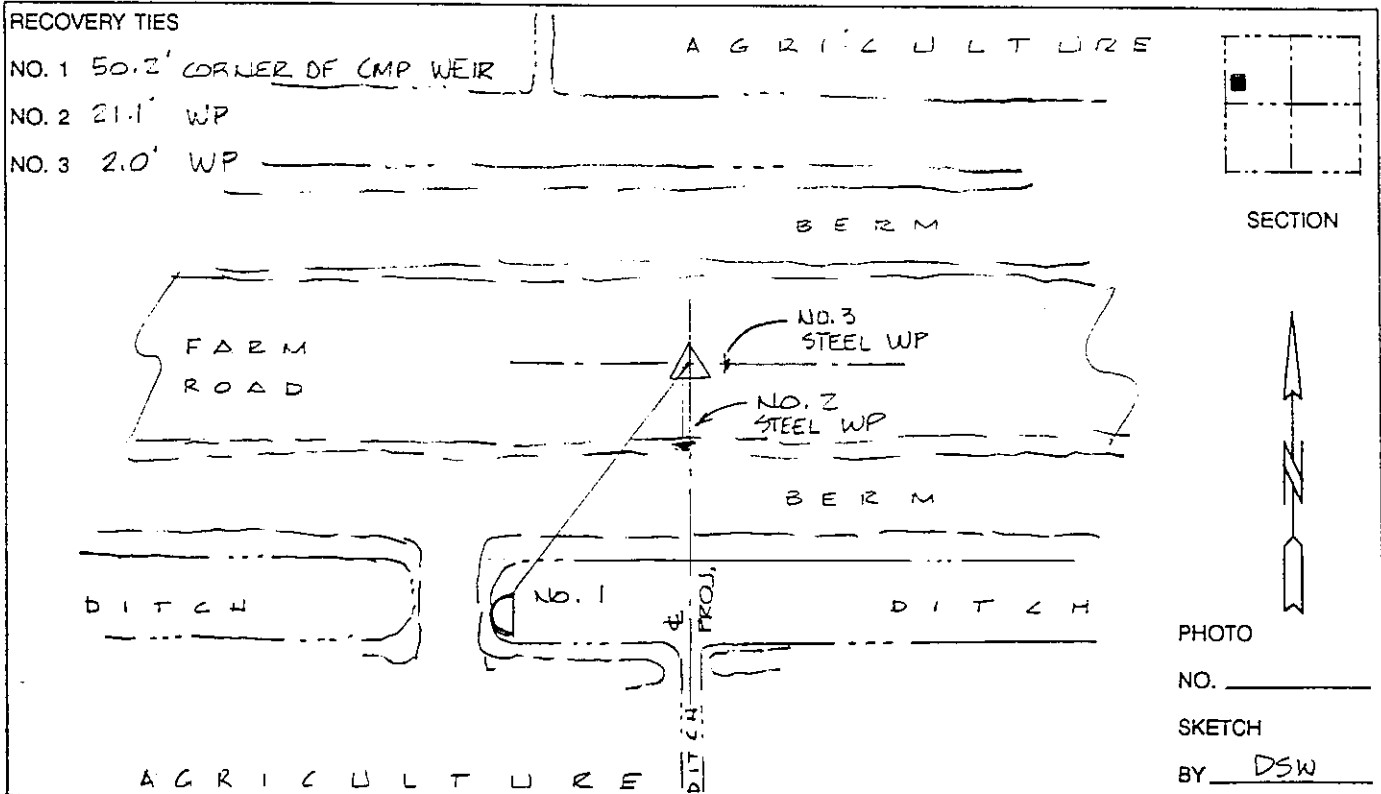 RECOVERY TIES
NO. 1 50.2' CORNER OF CMP WEIR
NO. 2 21.1' WP
NO. 3 2.0' WP
AGRICULTURE
SECTION
BERM
FARM
ROAD
NO. 3
STEEL WP
NO. 2
STEEL WP
N
BERM
DITCH
NO. 1
℄
PROJ.
DITCH
DITCH
AGRICULTURE
PHOTO
NO.
SKETCH
BY DSW